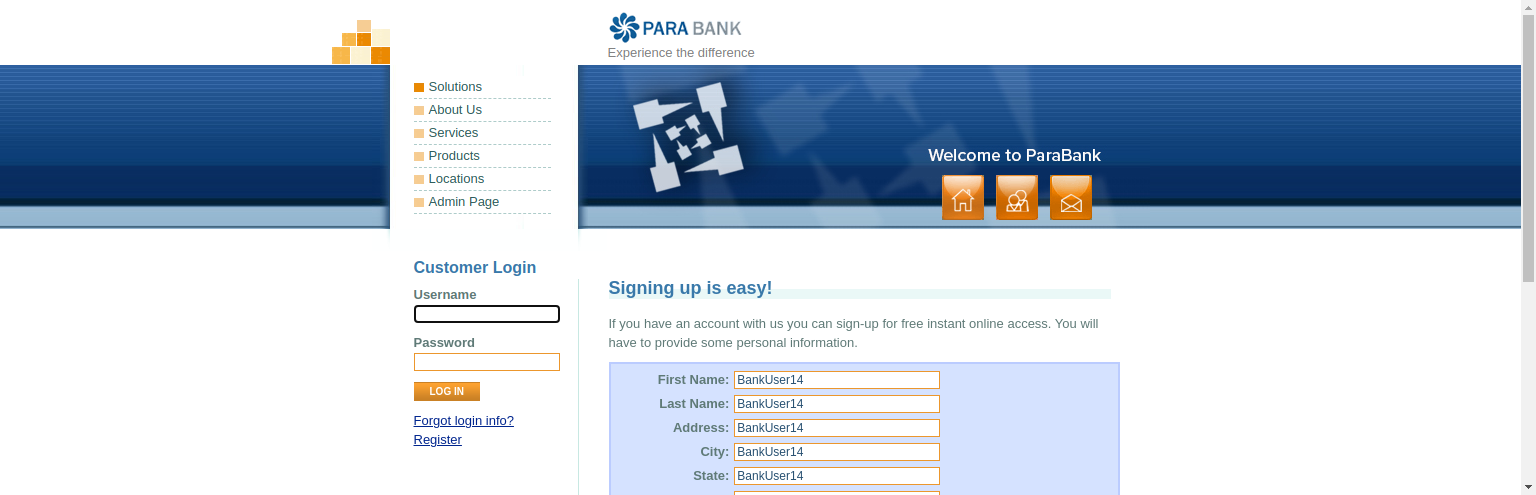 PARA BANK
Experience the difference
Solutions
About Us
Services
Products
Locations
Admin Page
Welcome to ParaBank
Customer Login
Username
Password
LOG IN
Forgot login info?
Register
Signing up is easy!
If you have an account with us you can sign-up for free instant online access. You will
have to provide some personal information.
First Name: BankUser14
Last Name: BankUser14
Address: BankUser14
City: BankUser14
State: BankUser14